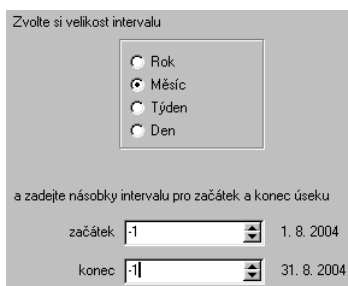 Zvolte si velikost intervalu
Rok
Měsíc
Týden
Den
a zadejte násobky intervalu pro začátek a konec úseku
začátek -1 1. 8. 2004
konec -1 31. 8. 2004